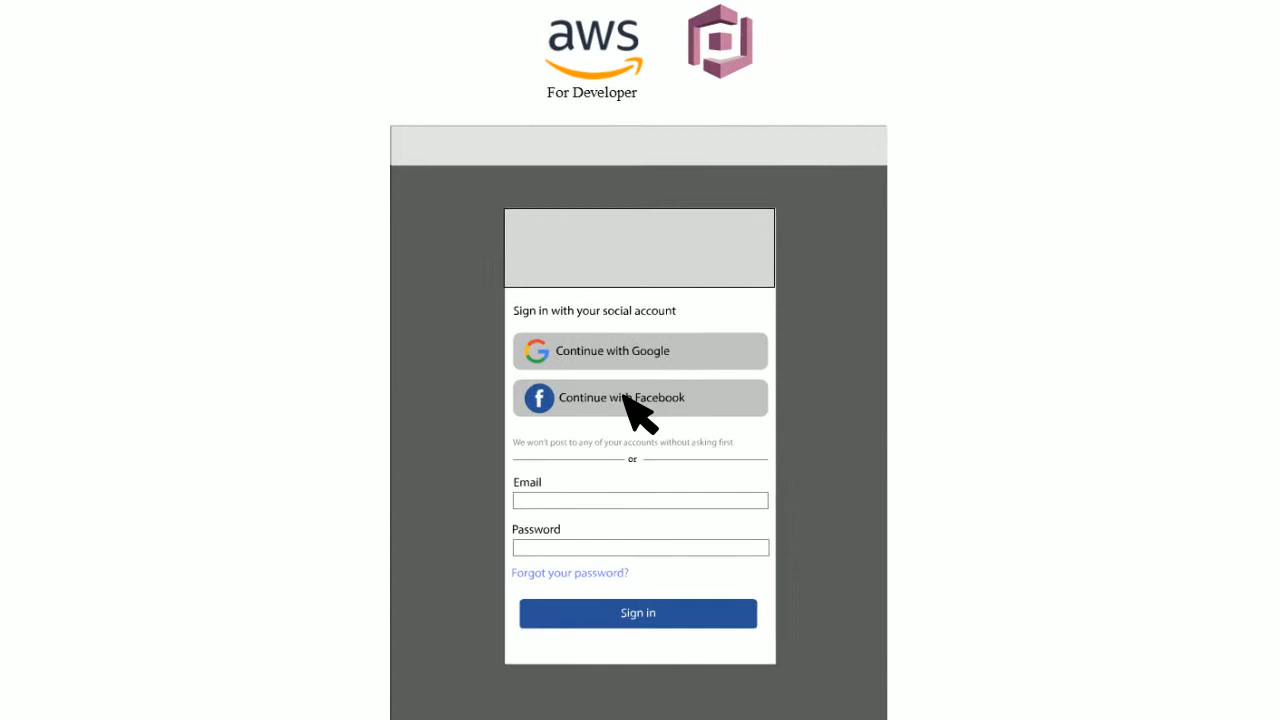 aws
For Developer
Sign in with your social account
Continue with Google
f Continue with Facebook
We won't post to any of your accounts without asking first
or
Email
Password
Forgot your password?
Sign in